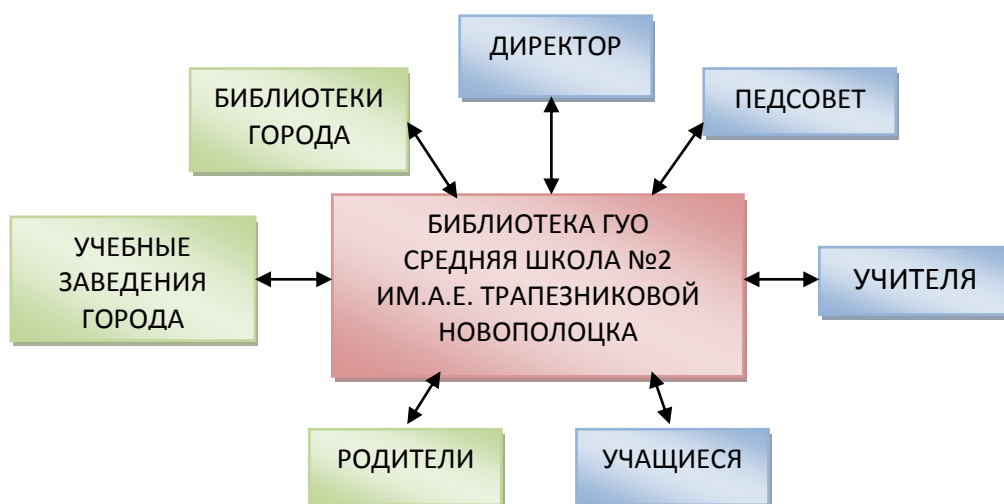 ДИРЕКТОР
БИБЛИОТЕКИ
ГОРОДА
ПЕДСОВЕТ
УЧЕБНЫЕ
ЗАВЕДЕНИЯ
ГОРОДА
БИБЛИОТЕКА ГУО
СРЕДНЯЯ ШКОЛА №2
ИМ.А.Е. ТРАПЕЗНИКОВОЙ
НОВОПОЛОЦКА
УЧИТЕЛЯ
РОДИТЕЛИ
УЧАЩИЕСЯ